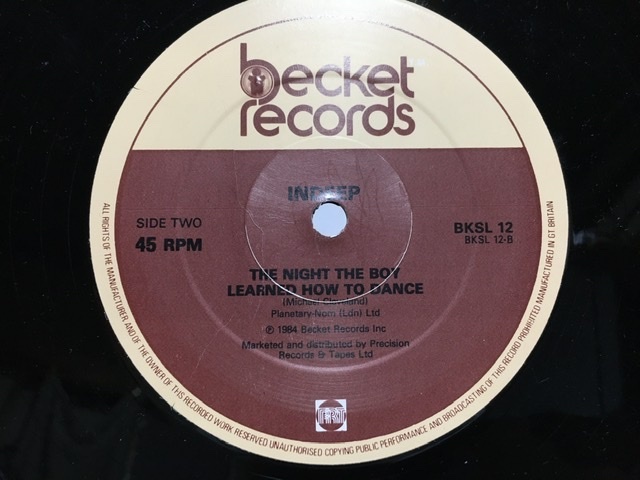 becket
records
INDEEP
SIDE TWO
45 RPM
BKSL 12
BKSL 12-B
THE NIGHT THE BOY
LEARNED HOW TO DANCE
(Michael Cleveland)
Planetary-Nom (Ldn) Ltd
℗ 1984 Becket Records Inc
Marketed and distributed by Precision
Records & Tapes Ltd
PRT
ALL RIGHTS OF THE MANUFACTURER AND OF THE OWNER OF THIS RECORDED WORK RESERVED UNAUTHORISED COPYING PUBLIC PERFORMANCE AND BROADCASTING OF THIS RECORD PROHIBITED MANUFACTURED IN GT BRITAIN